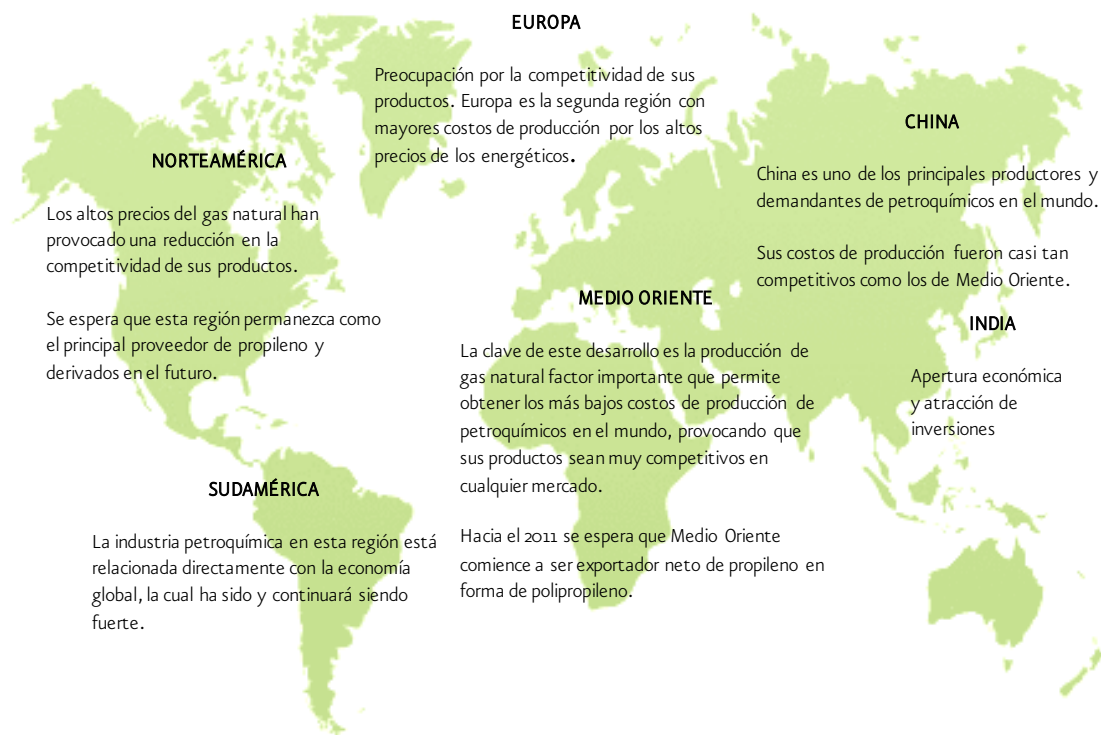 EUROPA
Preocupación por la competitividad de sus
productos. Europa es la segunda región con
mayores costos de producción por los altos
precios de los energéticos.
NORTEAMÉRICA
Los altos precios del gas natural han
provocado una reducción en la
competitividad de sus productos.
Se espera que esta región permanezca como
el principal proveedor de propileno y
derivados en el futuro.
CHINA
China es uno de los principales productores y
demandantes de petroquímicos en el mundo.
Sus costos de producción fueron casi tan
competitivos como los de Medio Oriente.
MEDIO ORIENTE
La clave de este desarrollo es la producción de
gas natural factor importante que permite
obtener los más bajos costos de producción de
petroquímicos en el mundo, provocando que
sus productos sean muy competitivos en
cualquier mercado.
Hacia el 2011 se espera que Medio Oriente
comience a ser exportador neto de propileno en
forma de polipropileno.
INDIA
Apertura económica
y atracción de
inversiones
SUDAMÉRICA
La industria petroquímica en esta región está
relacionada directamente con la economía
global, la cual ha sido y continuará siendo
fuerte.